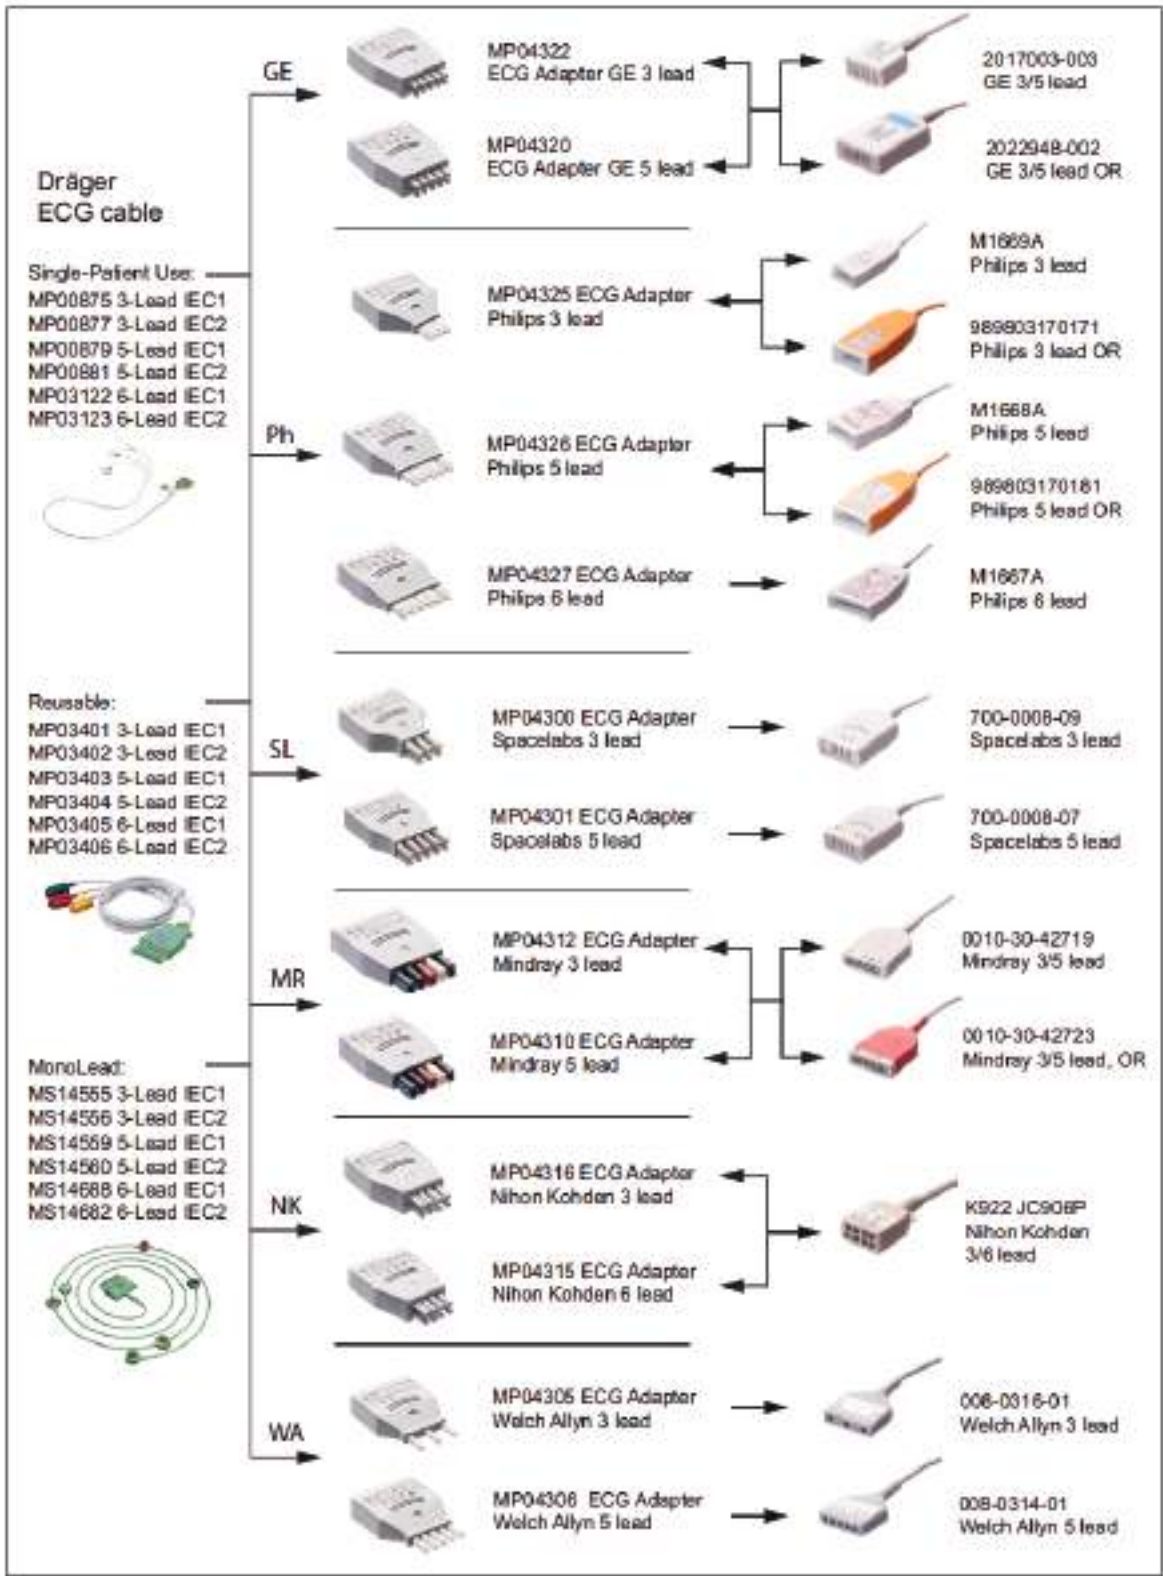 Dräger
ECG cable
Single-Patient Use:
MP00875 3-Lead IEC1
MP00877 3-Lead IEC2
MP00879 5-Lead IEC1
MP00881 5-Lead IEC2
MP03122 6-Lead IEC1
MP03123 6-Lead IEC2
Reusable:
MP03401 3-Lead IEC1
MP03402 3-Lead IEC2
MP03403 5-Lead IEC1
MP03404 5-Lead IEC2
MP03405 6-Lead IEC1
MP03406 6-Lead IEC2
MonoLead:
MS14555 3-Lead IEC1
MS14556 3-Lead IEC2
MS14559 5-Lead IEC1
MS14560 5-Lead IEC2
MS14688 6-Lead IEC1
MS14682 6-Lead IEC2
GE
MP04322
ECG Adapter GE 3 lead
2017003-003
GE 3/5 lead
MP04320
ECG Adapter GE 5 lead
2022948-002
GE 3/5 lead OR
Ph
MP04325 ECG Adapter
Philips 3 lead
M1669A
Philips 3 lead
989803170171
Philips 3 lead OR
MP04326 ECG Adapter
Philips 5 lead
M1668A
Philips 5 lead
989803170181
Philips 5 lead OR
MP04327 ECG Adapter
Philips 6 lead
M1667A
Philips 6 lead
SL
MP04300 ECG Adapter
Spacelabs 3 lead
700-0008-09
Spacelabs 3 lead
MP04301 ECG Adapter
Spacelabs 5 lead
700-0008-07
Spacelabs 5 lead
MR
MP04312 ECG Adapter
Mindray 3 lead
0010-30-42719
Mindray 3/5 lead
MP04310 ECG Adapter
Mindray 5 lead
0010-30-42723
Mindray 3/5 lead, OR
NK
MP04316 ECG Adapter
Nihon Kohden 3 lead
MP04315 ECG Adapter
Nihon Kohden 6 lead
K922 JC906P
Nihon Kohden
3/6 lead
WA
MP04305 ECG Adapter
Welch Allyn 3 lead
008-0316-01
Welch Allyn 3 lead
MP04306 ECG Adapter
Welch Allyn 5 lead
008-0314-01
Welch Allyn 5 lead